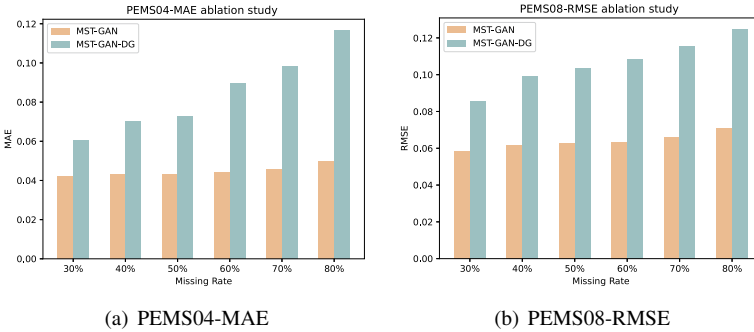 PEMS04-MAE ablation study
MST-GAN
MST-GAN-DG
0.12
0.10
0.08
0.06
0.04
0.02
0.00
MAE
30% 40% 50% 60% 70% 80%
Missing Rate
(a) PEMS04-MAE
PEMS08-RMSE ablation study
MST-GAN
MST-GAN-DG
0.12
0.10
0.08
0.06
0.04
0.02
0.00
RMSE
30% 40% 50% 60% 70% 80%
Missing Rate
(b) PEMS08-RMSE